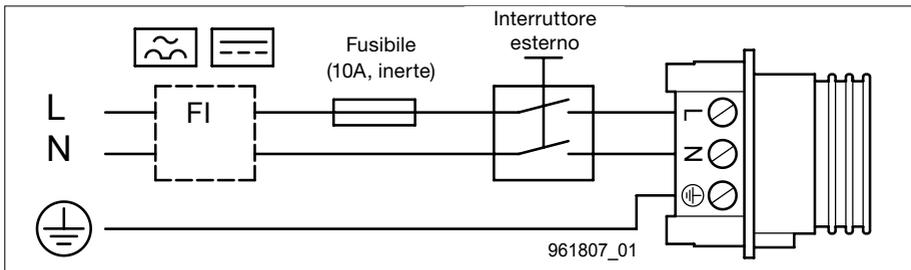 Interruttore
esterno
Fusibile
(10A, inerte)
L
FI
N
L
N
961807_01